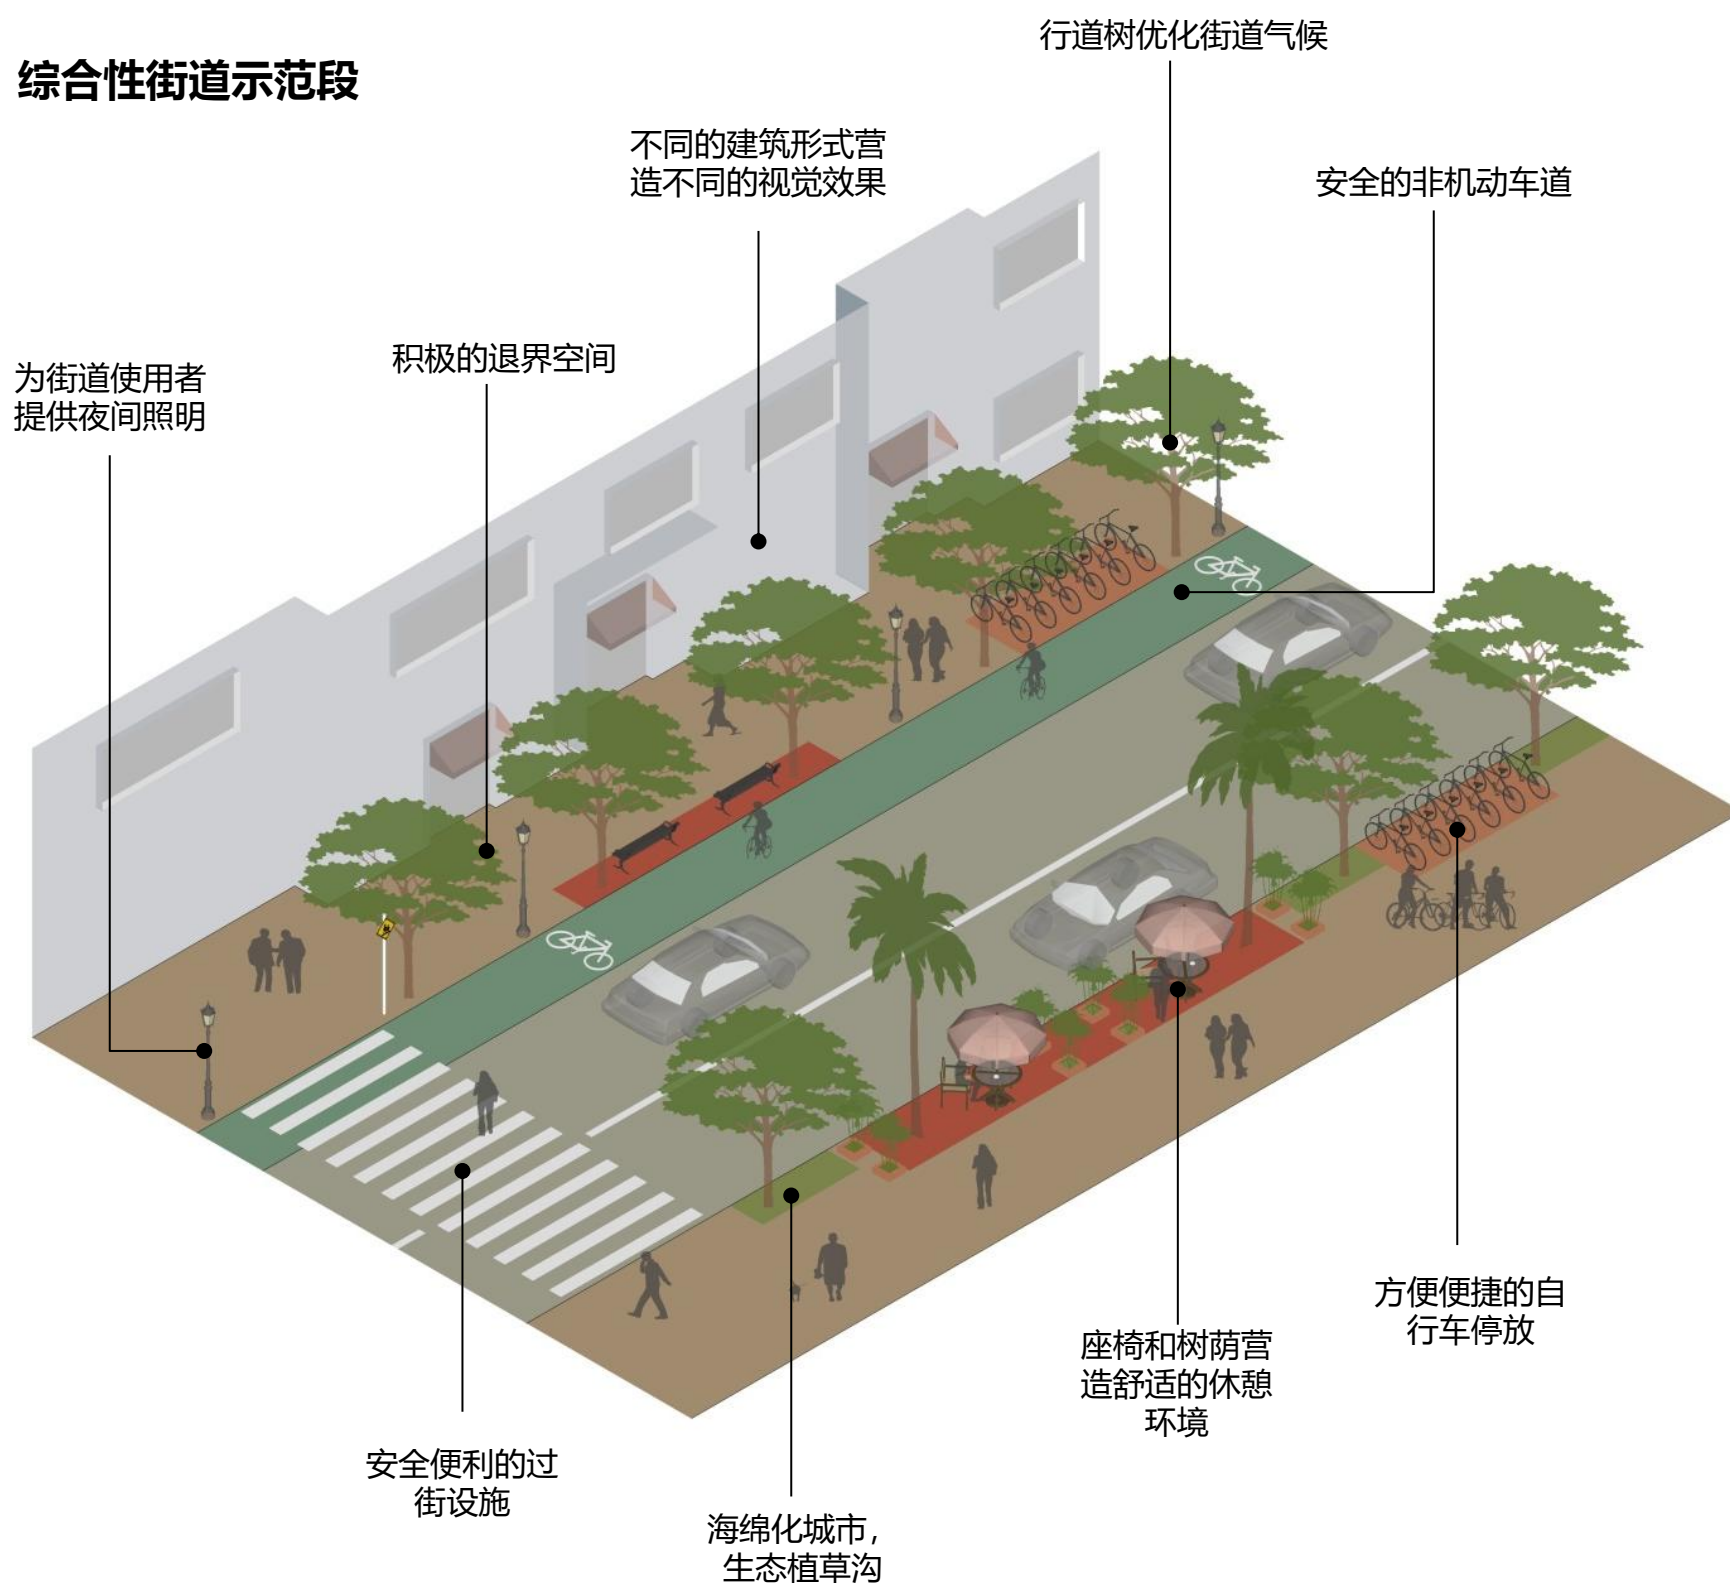 综合性街道示范段
行道树优化街道气候
不同的建筑形式营
造不同的视觉效果
安全的非机动车道
积极的退界空间
为街道使用者
提供夜间照明
方便便捷的自
行车停放
座椅和树荫营
造舒适的休憩
环境
安全便利的过
街设施
海绵化城市，
生态植草沟